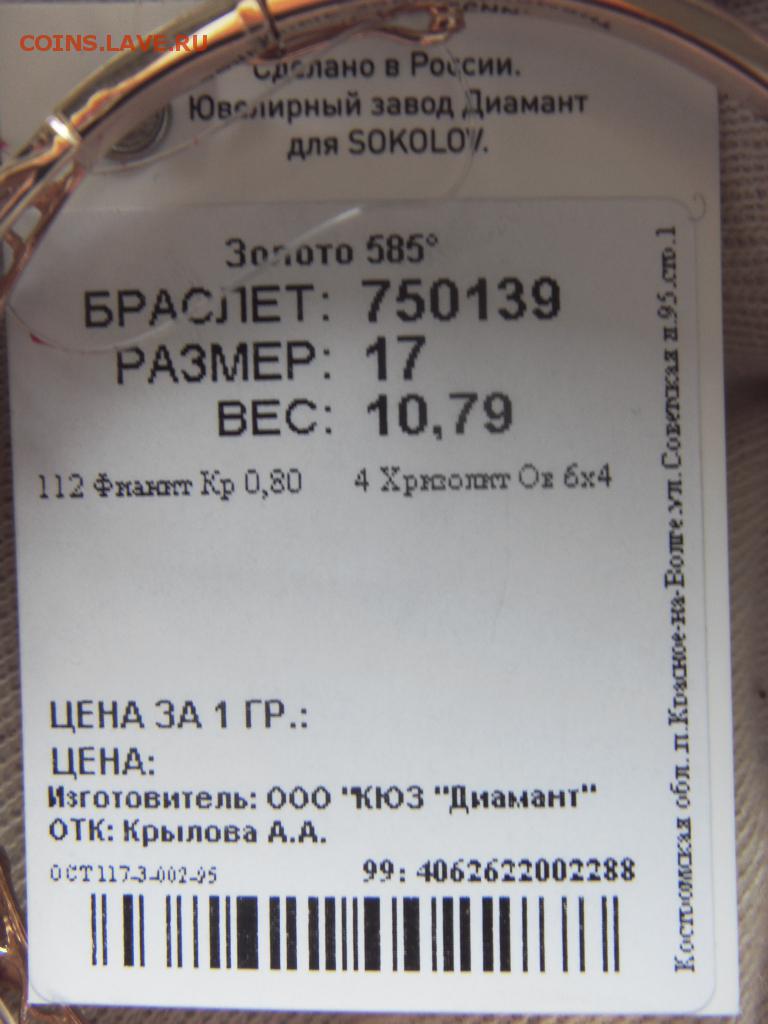 COINS.LAVE.RU
Сделано в России.
Ювелирный завод Диамант
для SOKOLOV.
Золото 585°
БРАСЛЕТ: 750139
РАЗМЕР: 17
ВЕС: 10,79
112 Фианит Кр 0,80 4 Хризолит Ов 6х4
ЦЕНА ЗА 1 ГР.:
ЦЕНА:
Изготовитель: ООО "КЮЗ "Диамант"
ОТК: Крылова А.А.
ОСТ117-3-002-95
99: 4062622002288
Костромская обл. п.Красное-на-Волге.ул. Советская д.95.стр.1